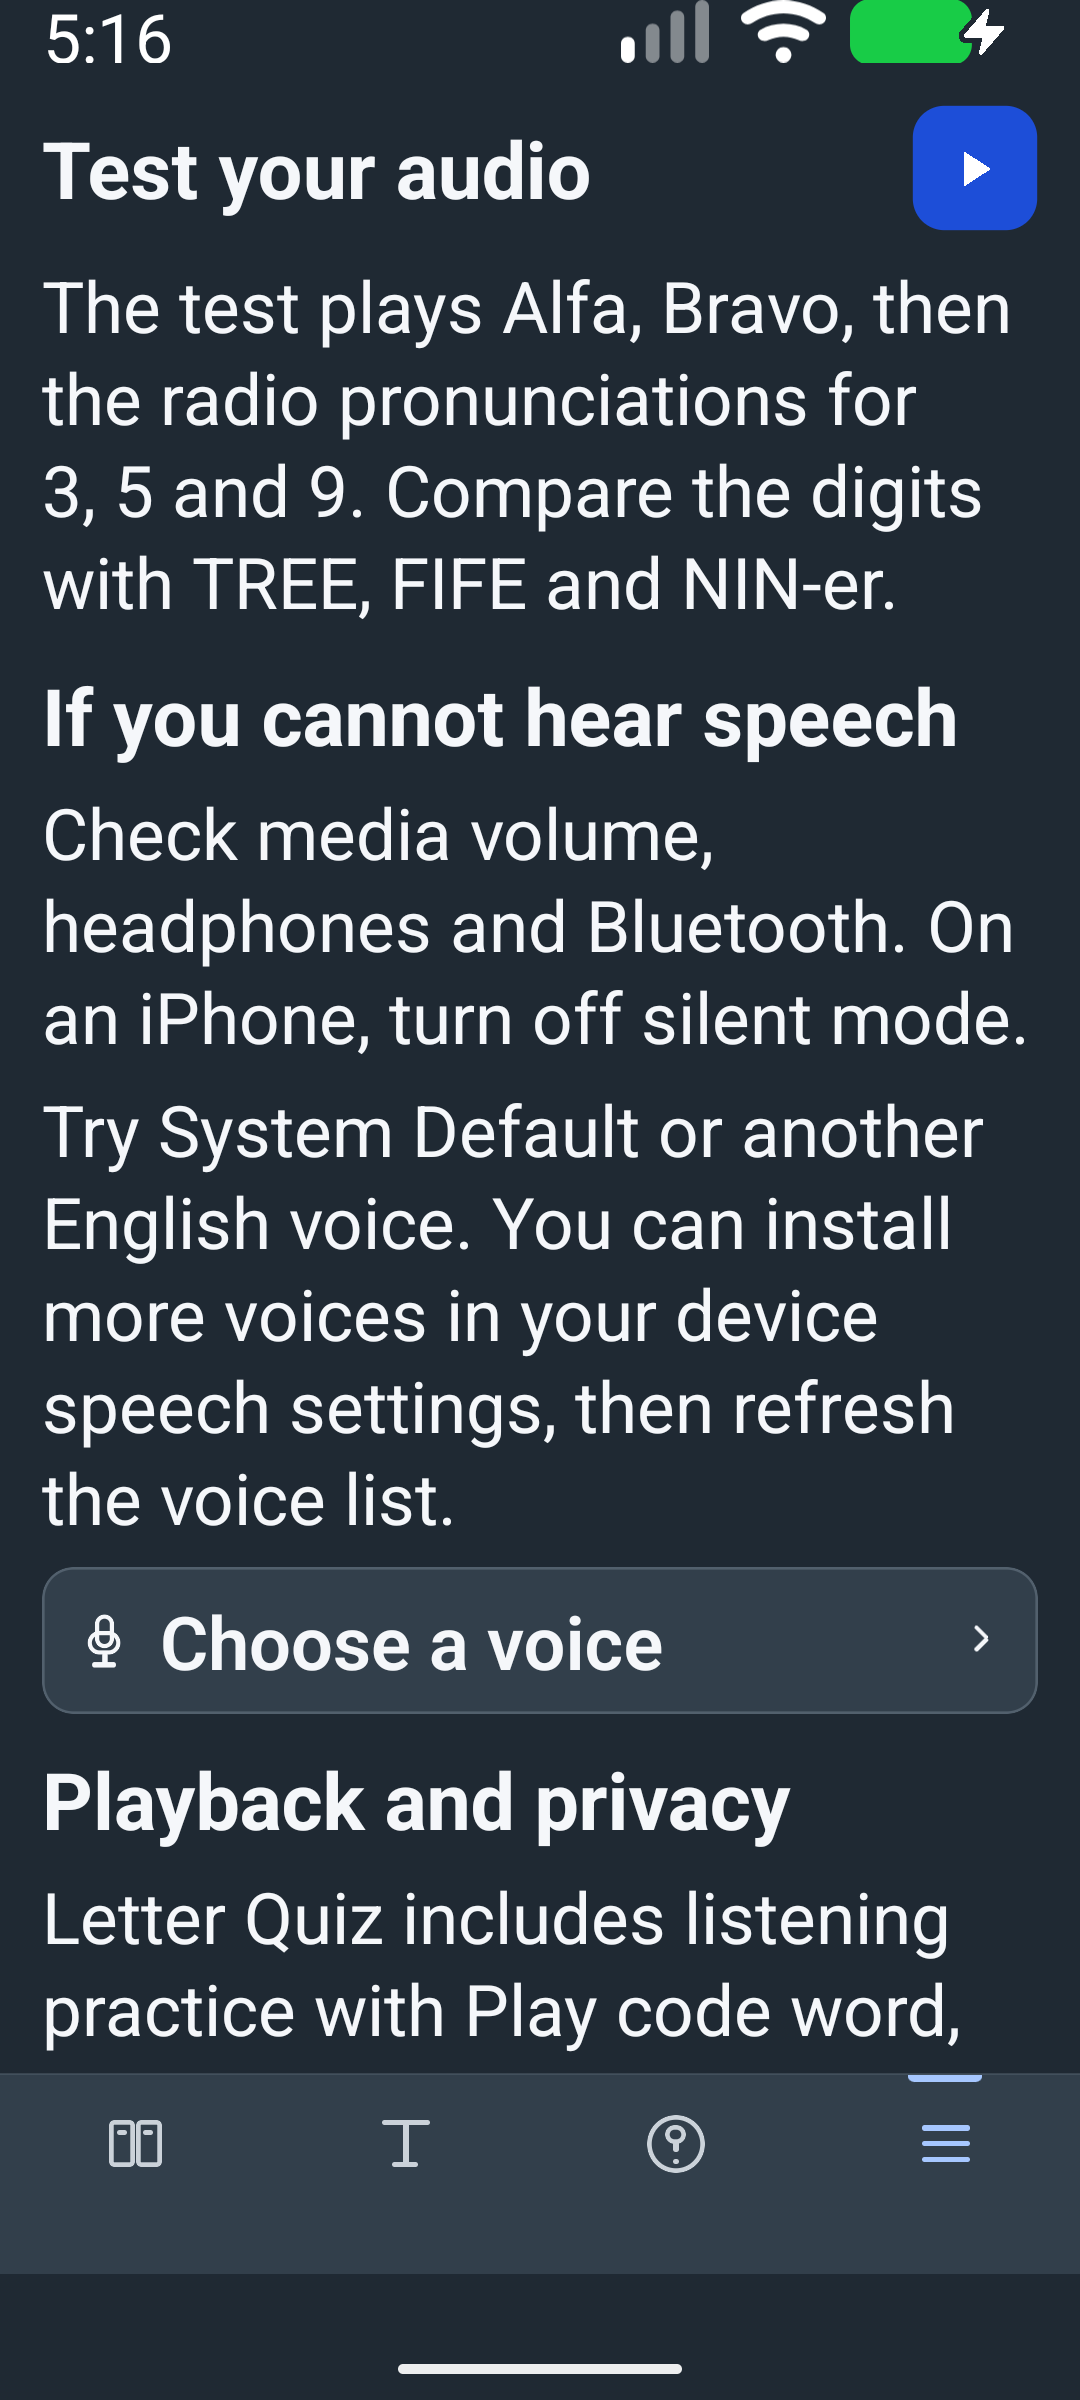 5:16
Test your audio
The test plays Alfa, Bravo, then
the radio pronunciations for
3, 5 and 9. Compare the digits
with TREE, FIFE and NIN-er.
If you cannot hear speech
Check media volume,
headphones and Bluetooth. On
an iPhone, turn off silent mode.
Try System Default or another
English voice. You can install
more voices in your device
speech settings, then refresh
the voice list.
Choose a voice
Playback and privacy
Letter Quiz includes listening
practice with Play code word,